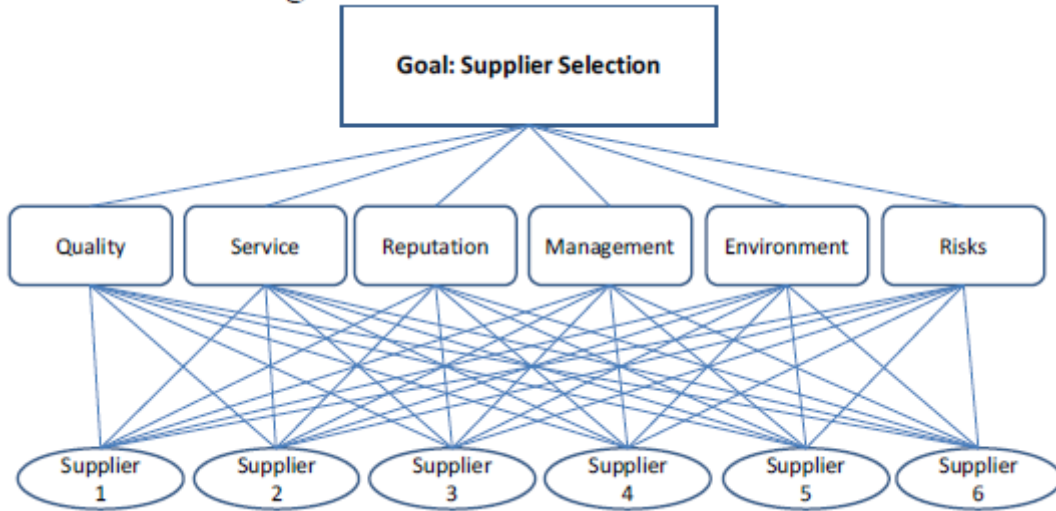 Goal: Supplier Selection
Quality
Service
Reputation
Management
Environment
Risks
Supplier
1
Supplier
2
Supplier
3
Supplier
4
Supplier
5
Supplier
6